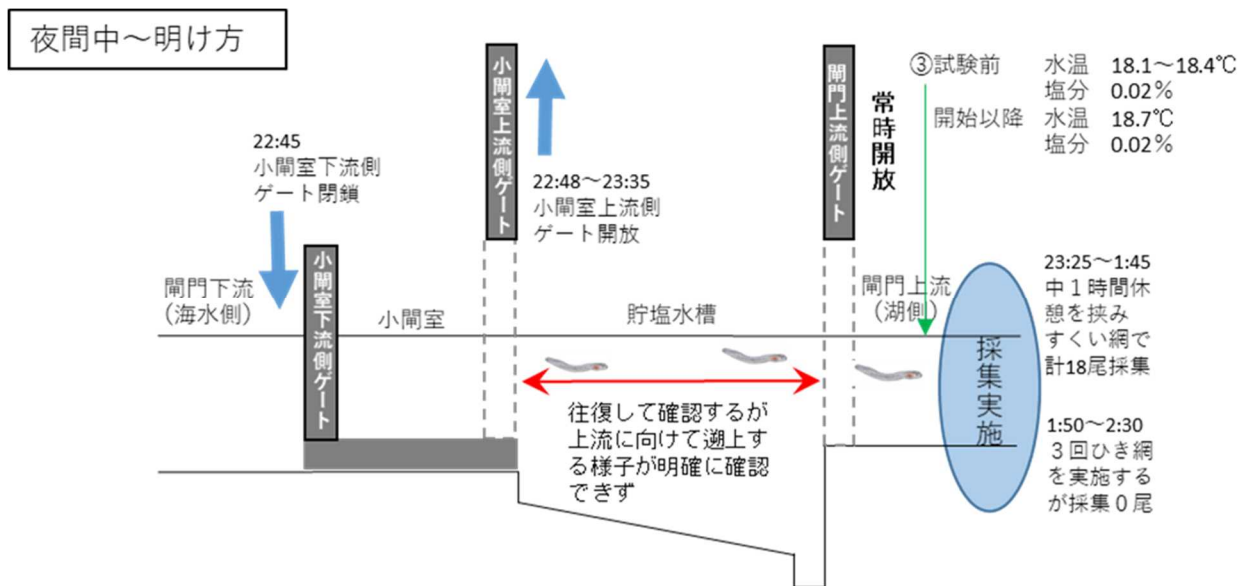 夜間中～明け方
22:45
小閘室下流側
ゲート閉鎖
小閘室上流側ゲート
22:48～23:35
小閘室上流側
ゲート開放
閘門上流側ゲート
常時開放
③試験前 水温 18.1～18.4℃
塩分 0.02％
開始以降 水温 18.7℃
塩分 0.02％
閘門下流
（海水側）
小閘室下流側ゲート
小閘室
貯塩水槽
閘門上流
（湖側）
採集実施
23:25～1:45
中１時間休
憩を挟み
すくい網で
計18尾採集
往復して確認するが
上流に向けて遡上す
る様子が明確に確認
できず
1:50～2:30
３回ひき網
を実施する
が採集０尾